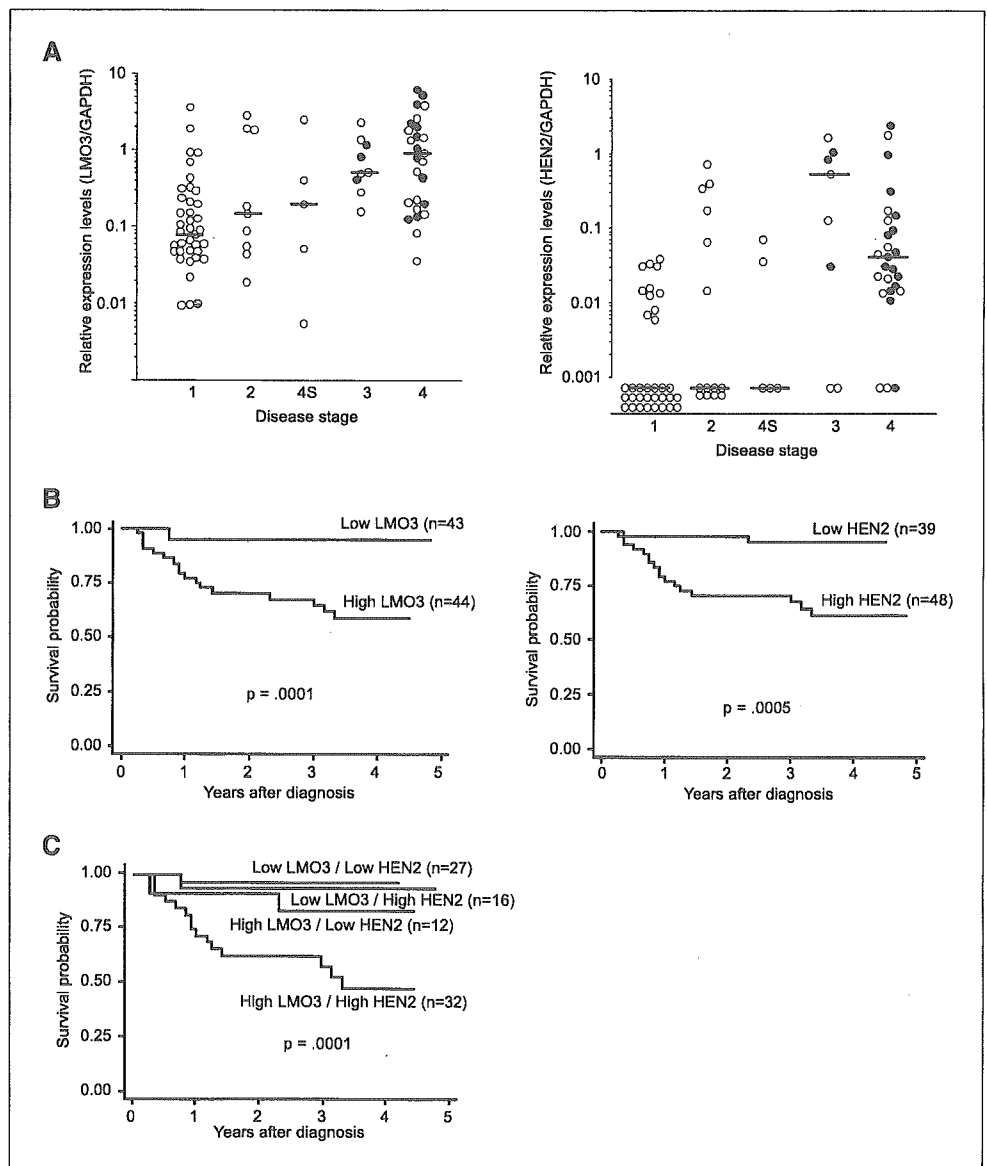 A
Relative expression levels (LMO3/GAPDH)
10
1
0.1
0.01
1 2 4S 3 4
Disease stage
Relative expression levels (HEN2/GAPDH)
10
1
0.1
0.01
0.001
1 2 4S 3 4
Disease stage
B
Survival probability
1.00
0.75
0.50
0.25
0.00
Low LMO3 (n=43
High LMO3 (n=44)
p = .0001
0 1 2 3 4 5
Years after diagnosis
Survival probability
1.00
0.75
0.50
0.25
0.00
Low HEN2 (n=39
High HEN2 (n=48)
p = .0005
0 1 2 3 4 5
Years after diagnosis
C
Survival probability
1.00
0.75
0.50
0.25
0.00
Low LMO3 / Low HEN2 (n=27)
Low LMO3 / High HEN2 (n=16)
High LMO3 / Low HEN2 (n=12)
High LMO3 / High HEN2 (n=32)
p = .0001
0 1 2 3 4 5
Years after diagnosis